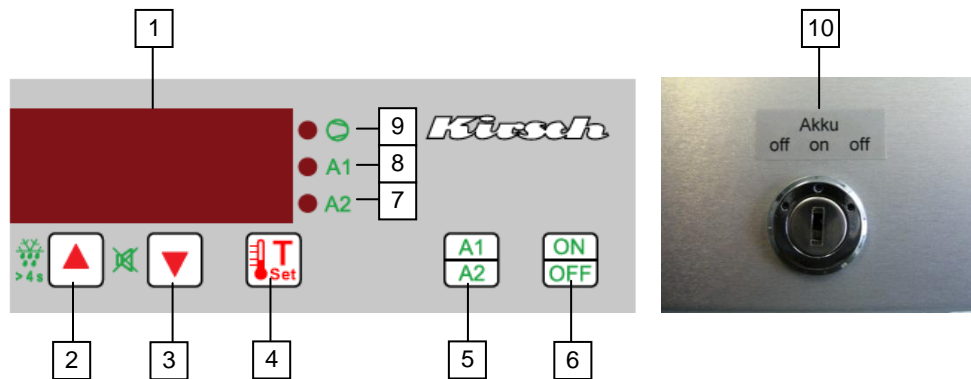 1
10
9
Kirsch
8
A1
7
A2
Akku
off on off
>4s
T
Set
A1
A2
ON
OFF
2
3
4
5
6